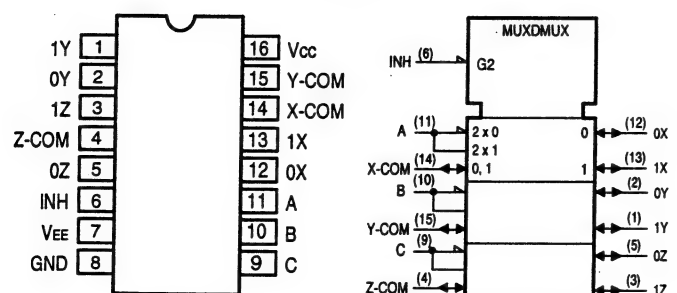 1Y 1 16 Vcc
0Y 2 15 Y-COM
1Z 3 14 X-COM
Z-COM 4 13 1X
0Z 5 12 0X
INH 6 11 A
VEE 7 10 B
GND 8 9 C
MUXDMUX
INH (6) G2
A (11) 2 x 0 0 (12) 0X
2 x 1
X-COM (14) 0, 1 1 (13) 1X
B (10) (2) 0Y
Y-COM (15) (1) 1Y
C (9) (5) 0Z
Z-COM (4) (3) 1Z